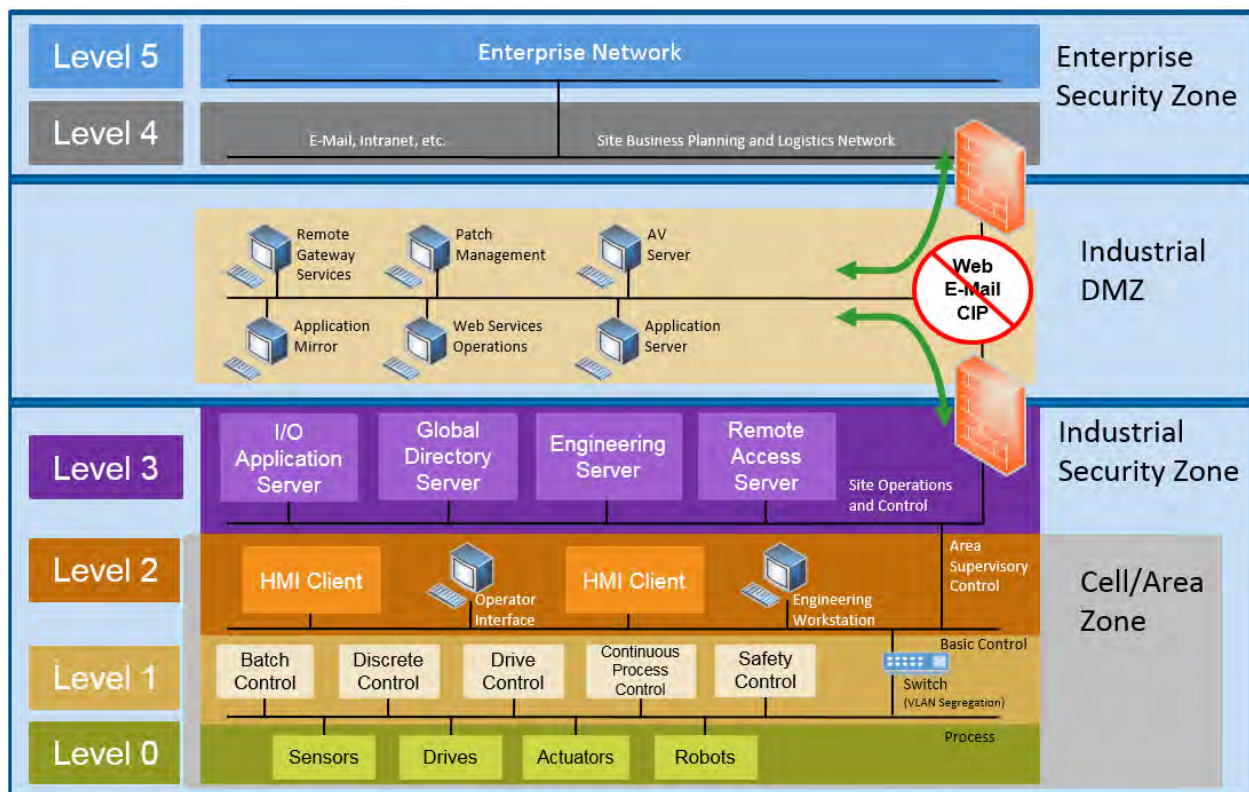 Level 5
Enterprise Network
Enterprise
Security Zone
Level 4
E-Mail, Intranet, etc.
Site Business Planning and Logistics Network
Remote
Gateway
Services
Patch
Management
AV
Server
Web
E-Mail
CIP
Industrial
DMZ
Application
Mirror
Web Services
Operations
Application
Server
Level 3
I/O
Application
Server
Global
Directory
Server
Engineering
Server
Remote
Access
Server
Site Operations
and Control
Industrial
Security Zone
Level 2
HMI Client
Operator
Interface
HMI Client
Engineering
Workstation
Area
Supervisory
Control
Cell/Area
Zone
Level 1
Batch
Control
Discrete
Control
Drive
Control
Continuous
Process
Control
Safety
Control
Basic Control
Switch
(VLAN Segregation)
Level 0
Sensors
Drives
Actuators
Robots
Process